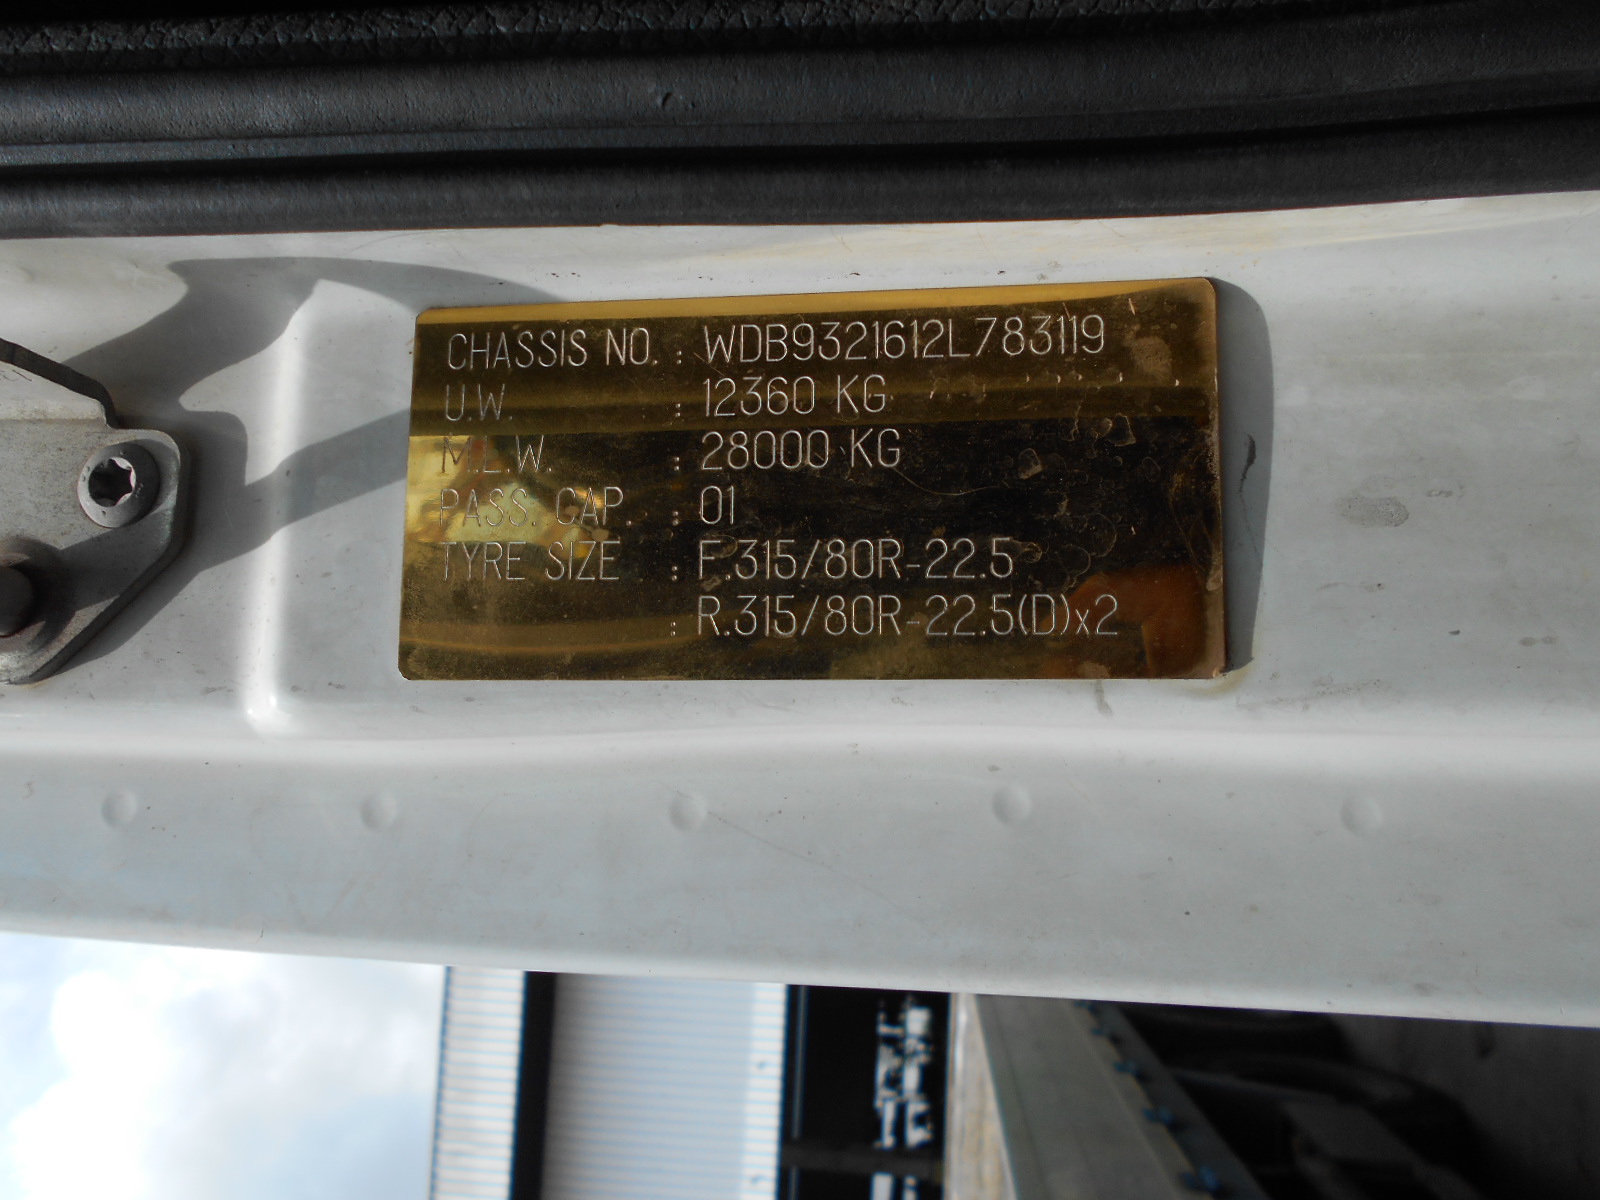 CHASSIS NO. : WDB9321612L783119
U.W. : 12360 KG
M.L.W. : 28000 KG
PASS. CAP. : 01
TYRE SIZE : F.315/80R-22.5
: R.315/80R-22.5(D)x2